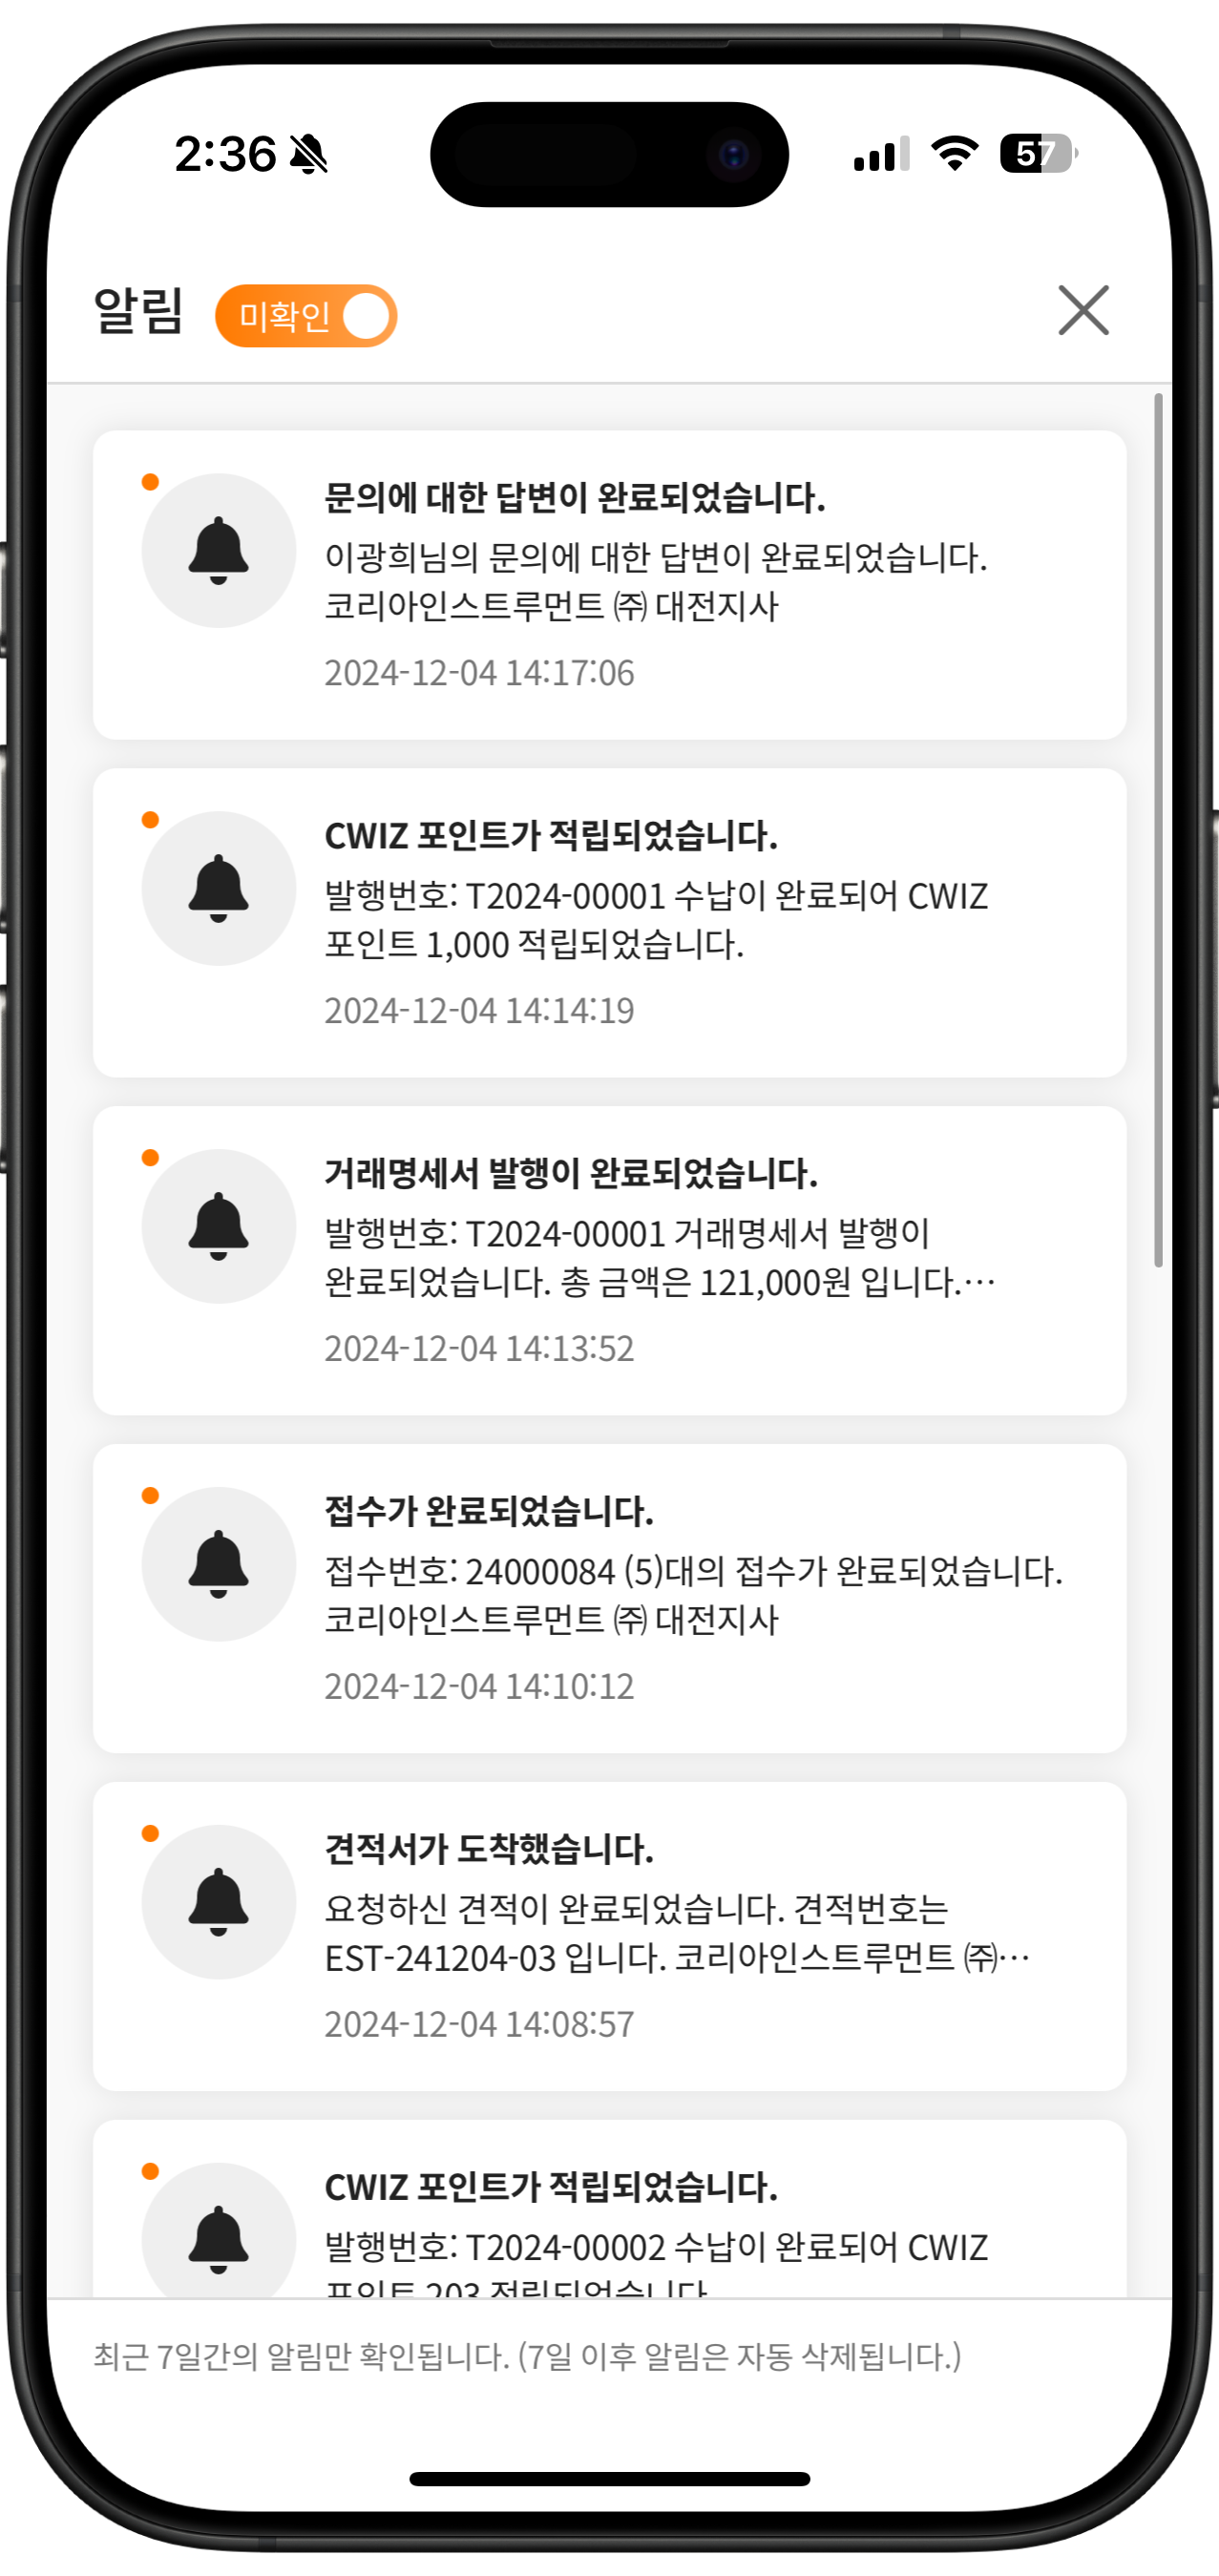 2:36
57
알림
미확인
문의에 대한 답변이 완료되었습니다.
이광희님의 문의에 대한 답변이 완료되었습니다.
코리아인스트루먼트 ㈜ 대전지사
2024-12-04 14:17:06
CWIZ 포인트가 적립되었습니다.
발행번호: T2024-00001 수납이 완료되어 CWIZ
포인트 1,000 적립되었습니다.
2024-12-04 14:14:19
거래명세서 발행이 완료되었습니다.
발행번호: T2024-00001 거래명세서 발행이
완료되었습니다. 총 금액은 121,000원 입니다.…
2024-12-04 14:13:52
접수가 완료되었습니다.
접수번호: 24000084 (5)대의 접수가 완료되었습니다.
코리아인스트루먼트 ㈜ 대전지사
2024-12-04 14:10:12
견적서가 도착했습니다.
요청하신 견적이 완료되었습니다. 견적번호는
EST-241204-03 입니다. 코리아인스트루먼트 ㈜…
2024-12-04 14:08:57
CWIZ 포인트가 적립되었습니다.
발행번호: T2024-00002 수납이 완료되어 CWIZ
포인트 203 적립되었습니다
최근 7일간의 알림만 확인됩니다. (7일 이후 알림은 자동 삭제됩니다.)